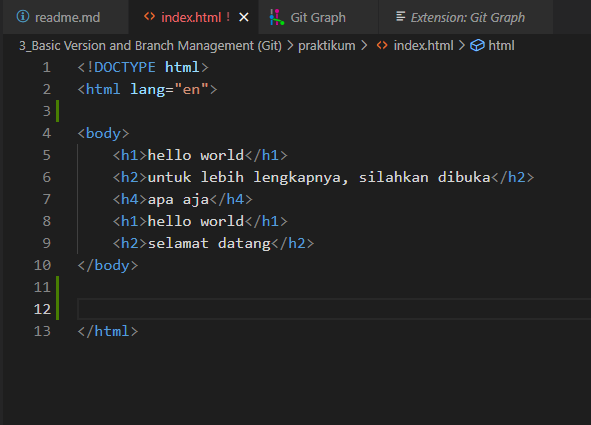 readme.md index.html ! Git Graph Extension: Git Graph
3_Basic Version and Branch Management (Git) > praktikum > index.html > html
1 <!DOCTYPE html>
2 <html lang="en">
3
4 <body>
5 <h1>hello world</h1>
6 <h2>untuk lebih lengkapnya, silahkan dibuka</h2>
7 <h4>apa aja</h4>
8 <h1>hello world</h1>
9 <h2>selamat datang</h2>
10 </body>
11
12
13 </html>